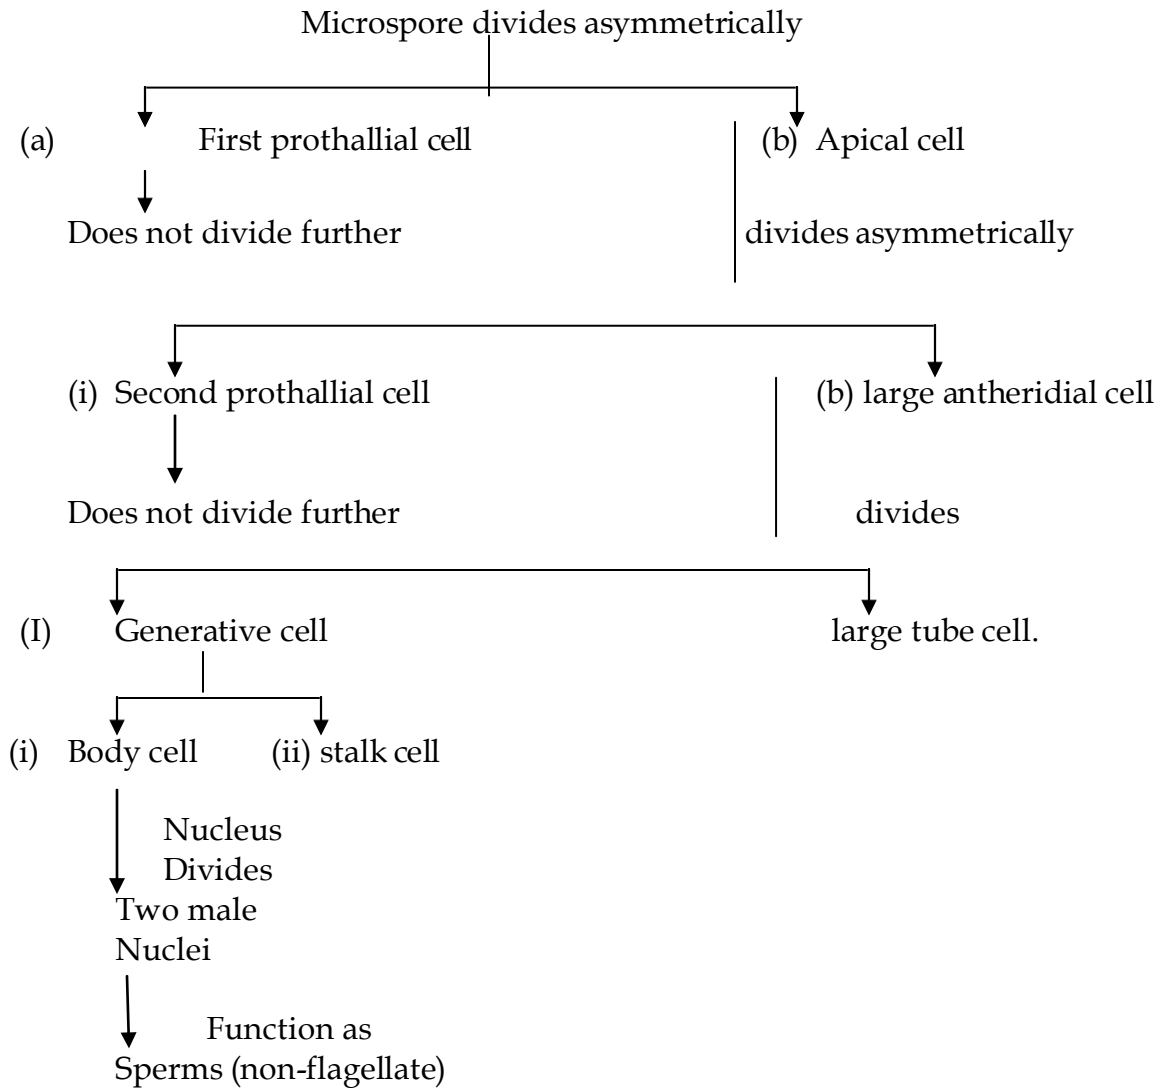 Microspore divides asymmetrically
(a) First prothallial cell (b) Apical cell
Does not divide further divides asymmetrically
(i) Second prothallial cell (b) large antheridial cell
Does not divide further divides
(I) Generative cell large tube cell.
(i) Body cell (ii) stalk cell
Nucleus
Divides
Two male
Nuclei
Function as
Sperms (non-flagellate)